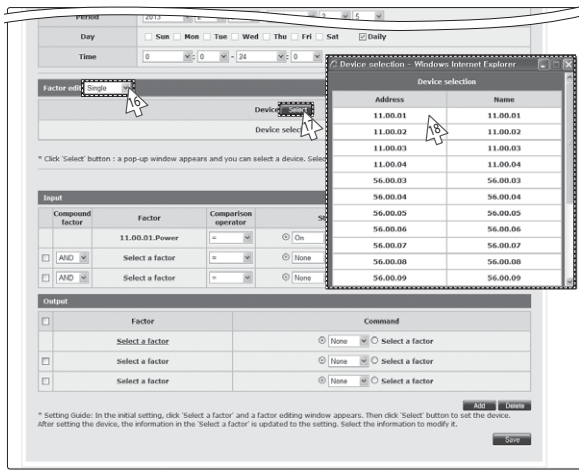 Period 2013 2 5
Day Sun Mon Tue Wed Thu Fri Sat Daily
Time 0 : 0 - 24 : 0
Device selection - Windows Internet Explorer
Device selection
Address Name
11.00.01 11.00.01
11.00.02 11.00.02
11.00.03 11.00.03
11.00.04 11.00.04
56.00.03 56.00.03
56.00.04 56.00.04
56.00.05 56.00.05
56.00.06 56.00.06
56.00.07 56.00.07
56.00.08 56.00.08
56.00.09 56.00.09
Factor edit Single
16
Device Select
17
18
Device selec
* Click 'Select' button : a pop-up window appears and you can select a device. Selec
Input
Compound factor Factor Comparison operator St
11.00.01.Power = On
AND Select a factor = None
AND Select a factor = None
Output
Factor Command
Select a factor None Select a factor
Select a factor None Select a factor
Select a factor None Select a factor
Add Delete
* Setting Guide: In the initial setting, click 'Select a factor' and a factor editing window appears. Then click 'Select' button to set the device.
After setting the device, the information in the 'Select a factor' is updated to the setting. Select the information to modify it.
Save